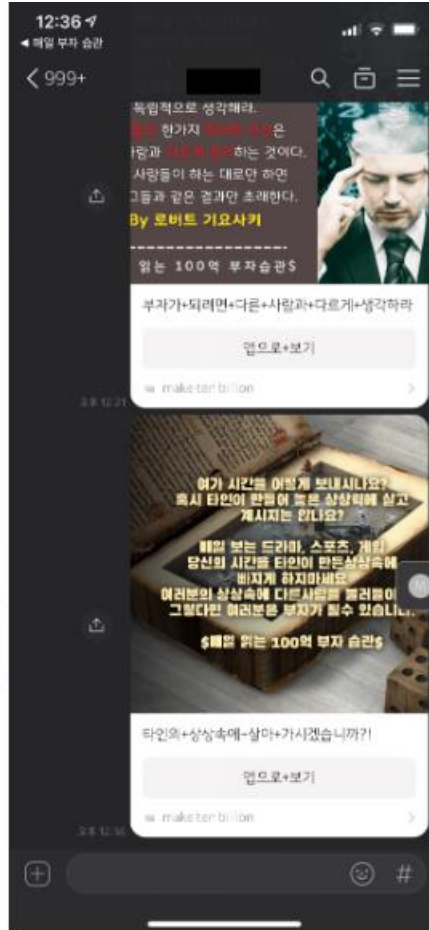 12:36
◀ 매일 부자 습관
999+
독립적으로 생각해라.
한가지 은
사람들이 하는 대로만 하면
그들과 같은 결과만 초래한다.
By 로버트 기요사키
읽는 100억 부자습관$
부자가+되려면+다른+사람과+다르게+생각하라
앱으로+보기
make ten billion
오후 12:21
여가 시간을 어떻게 보내시나요?
혹시 타인이 만들어 놓은 상상력에 살고
계시지는 않나요?
매일 보는 드라마, 스포츠, 게임
당신의 시간을 타인이 만든상상속에
빠지게 하지마세요
여러분의 상상속에 다른사람을 불러들이
그렇다면 여러분은 부자가 될수 있습니다.
$매일 읽는 100억 부자 습관$
타인의+상상속에+살아+가시겠습니까?!
앱으로+보기
make ten billion
오후 12:36
#